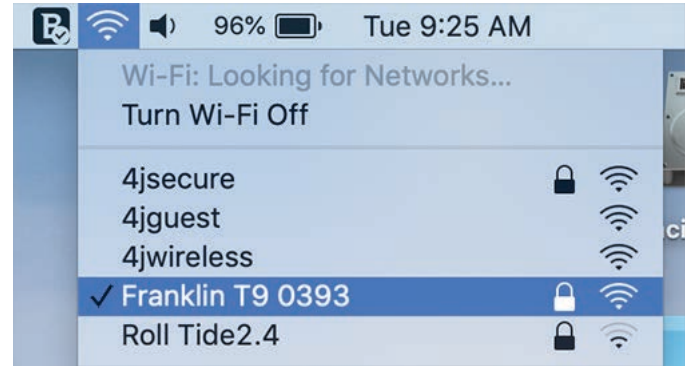 96% Tue 9:25 AM
Wi-Fi: Looking for Networks...
Turn Wi-Fi Off
4jsecure
4jguest
4jwireless
Franklin T9 0393
Roll Tide2.4